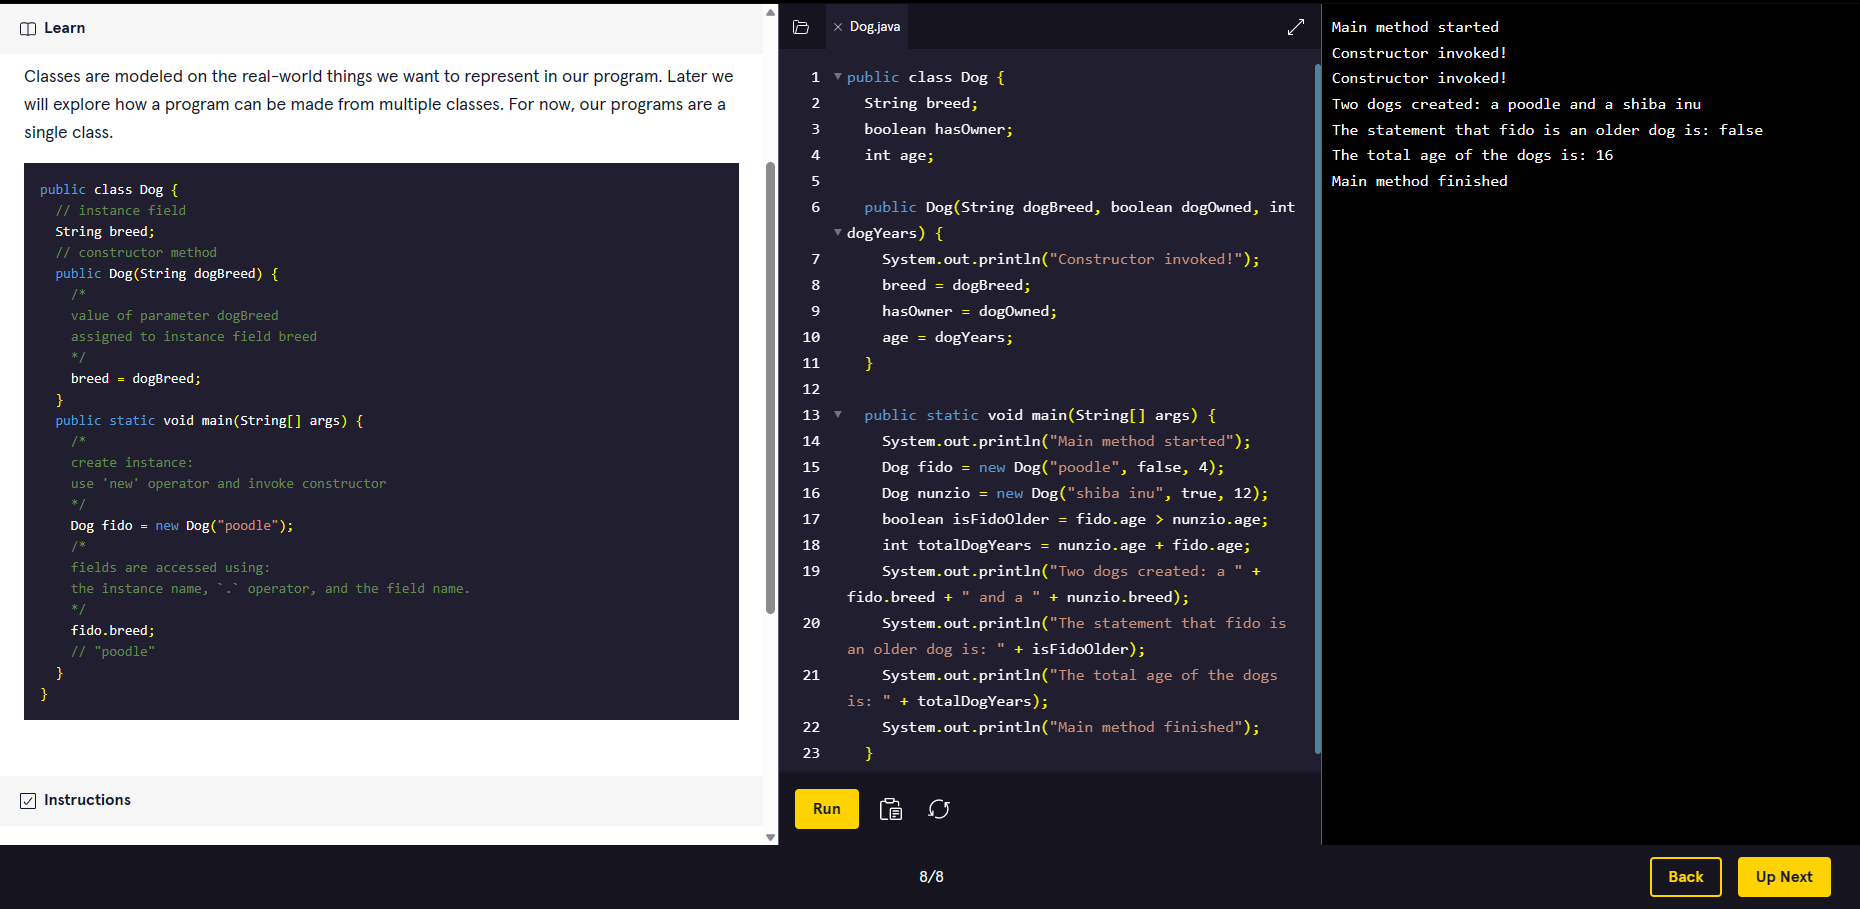 Learn
Classes are modeled on the real-world things we want to represent in our program. Later we
will explore how a program can be made from multiple classes. For now, our programs are a
single class.
public class Dog {
  // instance field
  String breed;
  // constructor method
  public Dog(String dogBreed) {
    /*
    value of parameter dogBreed
    assigned to instance field breed
    */
    breed = dogBreed;
  }
  public static void main(String[] args) {
    /*
    create instance:
    use 'new' operator and invoke constructor
    */
    Dog fido = new Dog("poodle");
    /*
    fields are accessed using:
    the instance name, `.` operator, and the field name.
    */
    fido.breed;
    // "poodle"
  }
}
Instructions
Dog.java
1 public class Dog {
2   String breed;
3   boolean hasOwner;
4   int age;
5
6   public Dog(String dogBreed, boolean dogOwned, int
dogYears) {
7     System.out.println("Constructor invoked!");
8     breed = dogBreed;
9     hasOwner = dogOwned;
10     age = dogYears;
11   }
12
13   public static void main(String[] args) {
14     System.out.println("Main method started");
15     Dog fido = new Dog("poodle", false, 4);
16     Dog nunzio = new Dog("shiba inu", true, 12);
17     boolean isFidoOlder = fido.age > nunzio.age;
18     int totalDogYears = nunzio.age + fido.age;
19     System.out.println("Two dogs created: a " +
fido.breed + " and a " + nunzio.breed);
20     System.out.println("The statement that fido is
an older dog is: " + isFidoOlder);
21     System.out.println("The total age of the dogs
is: " + totalDogYears);
22     System.out.println("Main method finished");
23   }
Run
Main method started
Constructor invoked!
Constructor invoked!
Two dogs created: a poodle and a shiba inu
The statement that fido is an older dog is: false
The total age of the dogs is: 16
Main method finished
8/8
Back
Up Next